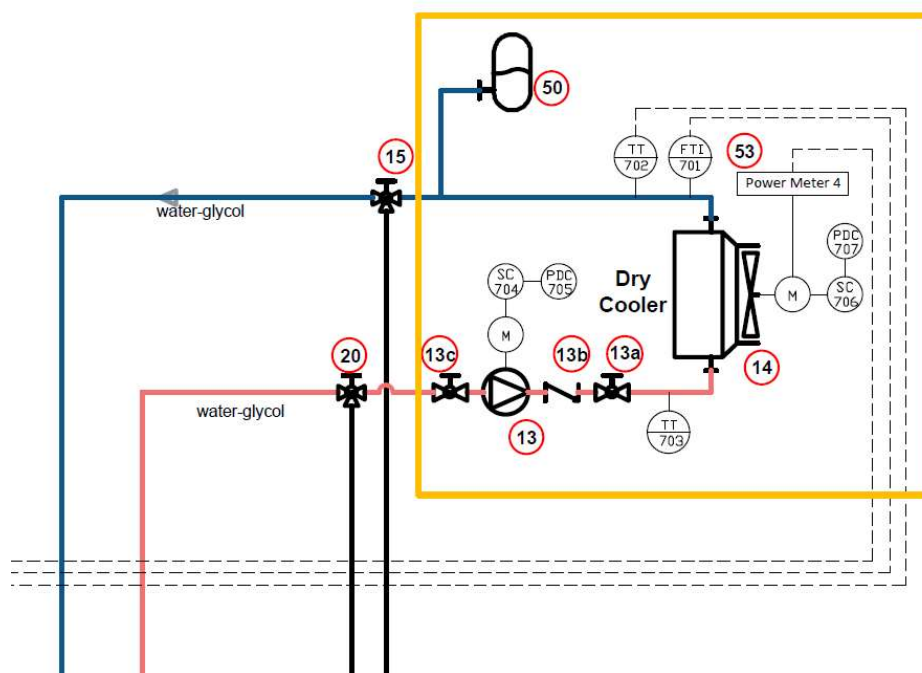 50
15
TT
702
FTI
701
53
Power Meter 4
water-glycol
PDC
707
SC
704
PDC
705
Dry
Cooler
M
SC
706
M
20
13c
13b
13a
14
water-glycol
13
TT
703